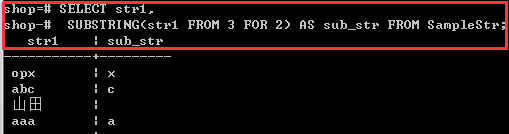 shop=# SELECT str1,
shop-#  SUBSTRING(str1 FROM 3 FOR 2) AS sub_str FROM SampleStr;
   str1    ¦ sub_str
-----------+---------
 opx       ¦ x
 abc       ¦ c
 山田      ¦
 aaa       ¦ a